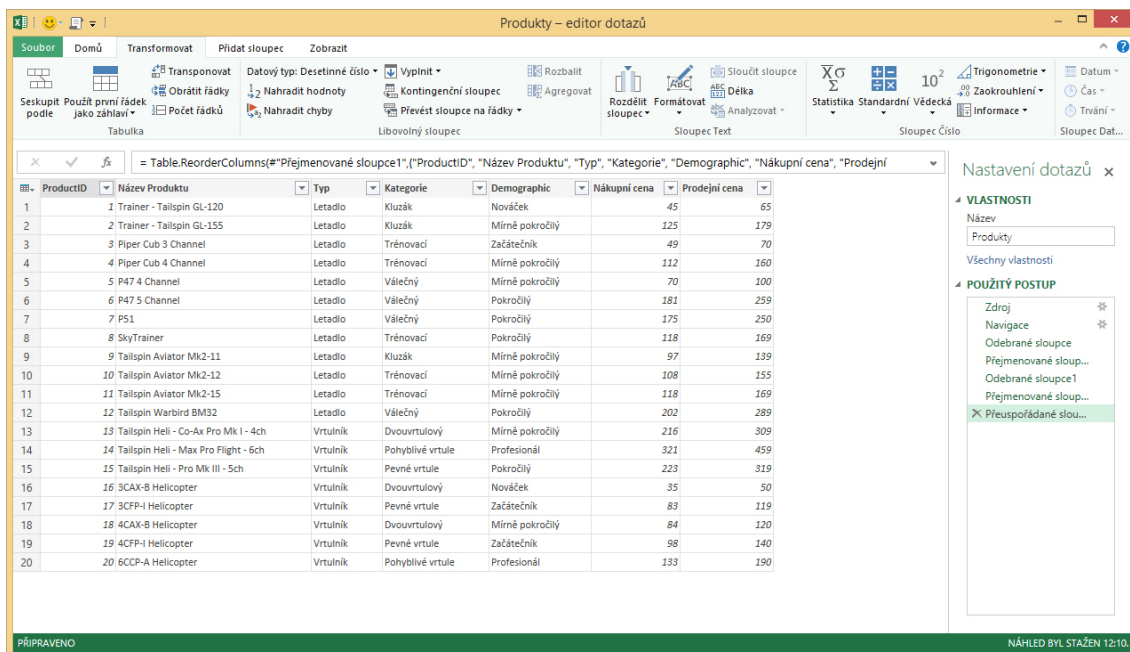 Produkty – editor dotazů
Soubor Domů Transformovat Přidat sloupec Zobrazit
Seskupit podle
Použít první řádek jako záhlaví
Transponovat
Obrátit řádky
Počet řádků
Tabulka
Datový typ: Desetinné číslo
Nahradit hodnoty
Nahradit chyby
Vyplnit
Kontingenční sloupec
Převést sloupce na řádky
Rozbalit
Agregovat
Libovolný sloupec
Rozdělit sloupec
ABC
Formátovat
Sloučit sloupce
ABC 123 Délka
abc Analyzovat
Sloupec Text
Statistika
Standardní
10² Vědecká
Trigonometrie
.00 Zaokrouhlení
Informace
Sloupec Číslo
Datum
Čas
Trvání
Sloupec Dat...
fx = Table.ReorderColumns(#"Přejmenované sloupce1",{"ProductID", "Název Produktu", "Typ", "Kategorie", "Demographic", "Nákupní cena", "Prodejní
ProductID Název Produktu Typ Kategorie Demographic Nákupní cena Prodejní cena
1 1 Trainer - Tailspin GL-120 Letadlo Kluzák Nováček 45 65
2 2 Trainer - Tailspin GL-155 Letadlo Kluzák Mírně pokročilý 125 179
3 3 Piper Cub 3 Channel Letadlo Trénovací Začátečník 49 70
4 4 Piper Cub 4 Channel Letadlo Trénovací Mírně pokročilý 112 160
5 5 P47 4 Channel Letadlo Válečný Mírně pokročilý 70 100
6 6 P47 5 Channel Letadlo Válečný Pokročilý 181 259
7 7 P51 Letadlo Válečný Pokročilý 175 250
8 8 SkyTrainer Letadlo Trénovací Pokročilý 118 169
9 9 Tailspin Aviator Mk2-11 Letadlo Kluzák Mírně pokročilý 97 139
10 10 Tailspin Aviator Mk2-12 Letadlo Trénovací Mírně pokročilý 108 155
11 11 Tailspin Aviator Mk2-15 Letadlo Trénovací Mírně pokročilý 118 169
12 12 Tailspin Warbird BM32 Letadlo Válečný Pokročilý 202 289
13 13 Tailspin Heli - Co-Ax Pro Mk I - 4ch Vrtulník Dvouvrtulový Mírně pokročilý 216 309
14 14 Tailspin Heli - Max Pro Flight - 6ch Vrtulník Pohyblivé vrtule Profesionál 321 459
15 15 Tailspin Heli - Pro Mk III - 5ch Vrtulník Pevné vrtule Pokročilý 223 319
16 16 3CAX-B Helicopter Vrtulník Dvouvrtulový Nováček 35 50
17 17 3CFP-I Helicopter Vrtulník Pevné vrtule Začátečník 83 119
18 18 4CAX-B Helicopter Vrtulník Dvouvrtulový Mírně pokročilý 84 120
19 19 4CFP-I Helicopter Vrtulník Pevné vrtule Začátečník 98 140
20 20 6CCP-A Helicopter Vrtulník Pohyblivé vrtule Profesionál 133 190
Nastavení dotazů
VLASTNOSTI
Název
Produkty
Všechny vlastnosti
POUŽITÝ POSTUP
Zdroj
Navigace
Odebrané sloupce
Přejmenované sloup...
Odebrané sloupce1
Přejmenované sloup...
Přeuspořádané slou...
PŘIPRAVENO
NÁHLED BYL STAŽEN 12:10.